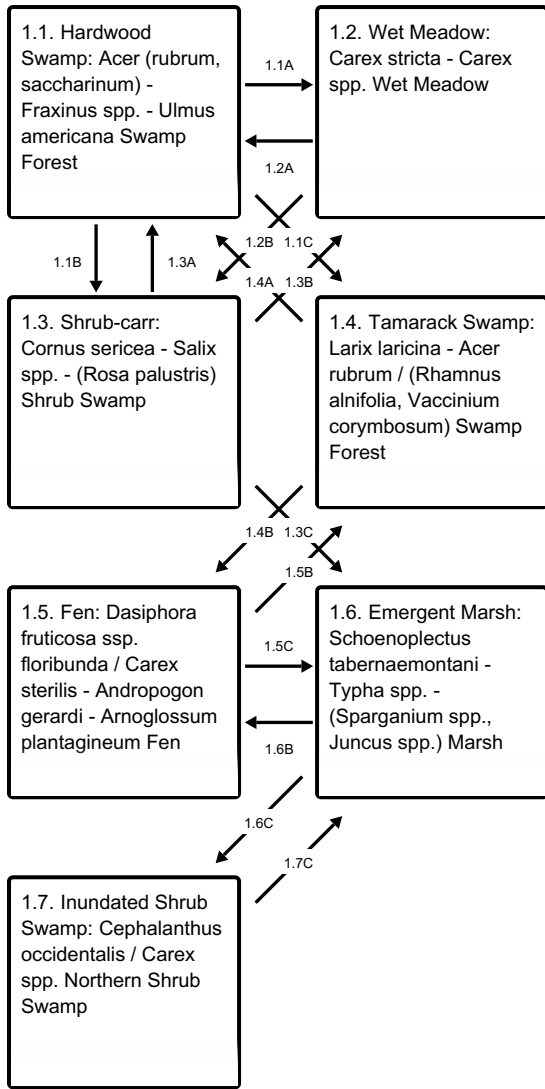 1.1. Hardwood
Swamp: Acer (rubrum,
saccharinum) -
Fraxinus spp. - Ulmus
americana Swamp
Forest
1.1A
1.2A
1.2. Wet Meadow:
Carex stricta - Carex
spp. Wet Meadow
1.1B
1.3A
1.2B
1.1C
1.4A
1.3B
1.3. Shrub-carr:
Cornus sericea - Salix
spp. - (Rosa palustris)
Shrub Swamp
1.4. Tamarack Swamp:
Larix laricina - Acer
rubrum / (Rhamnus
alnifolia, Vaccinium
corymbosum) Swamp
Forest
1.4B
1.3C
1.5B
1.5. Fen: Dasiphora
fruticosa ssp.
floribunda / Carex
sterilis - Andropogon
gerardi - Arnoglossum
plantagineum Fen
1.5C
1.6B
1.6. Emergent Marsh:
Schoenoplectus
tabernaemontani -
Typha spp. -
(Sparganium spp.,
Juncus spp.) Marsh
1.6C
1.7C
1.7. Inundated Shrub
Swamp: Cephalanthus
occidentalis / Carex
spp. Northern Shrub
Swamp